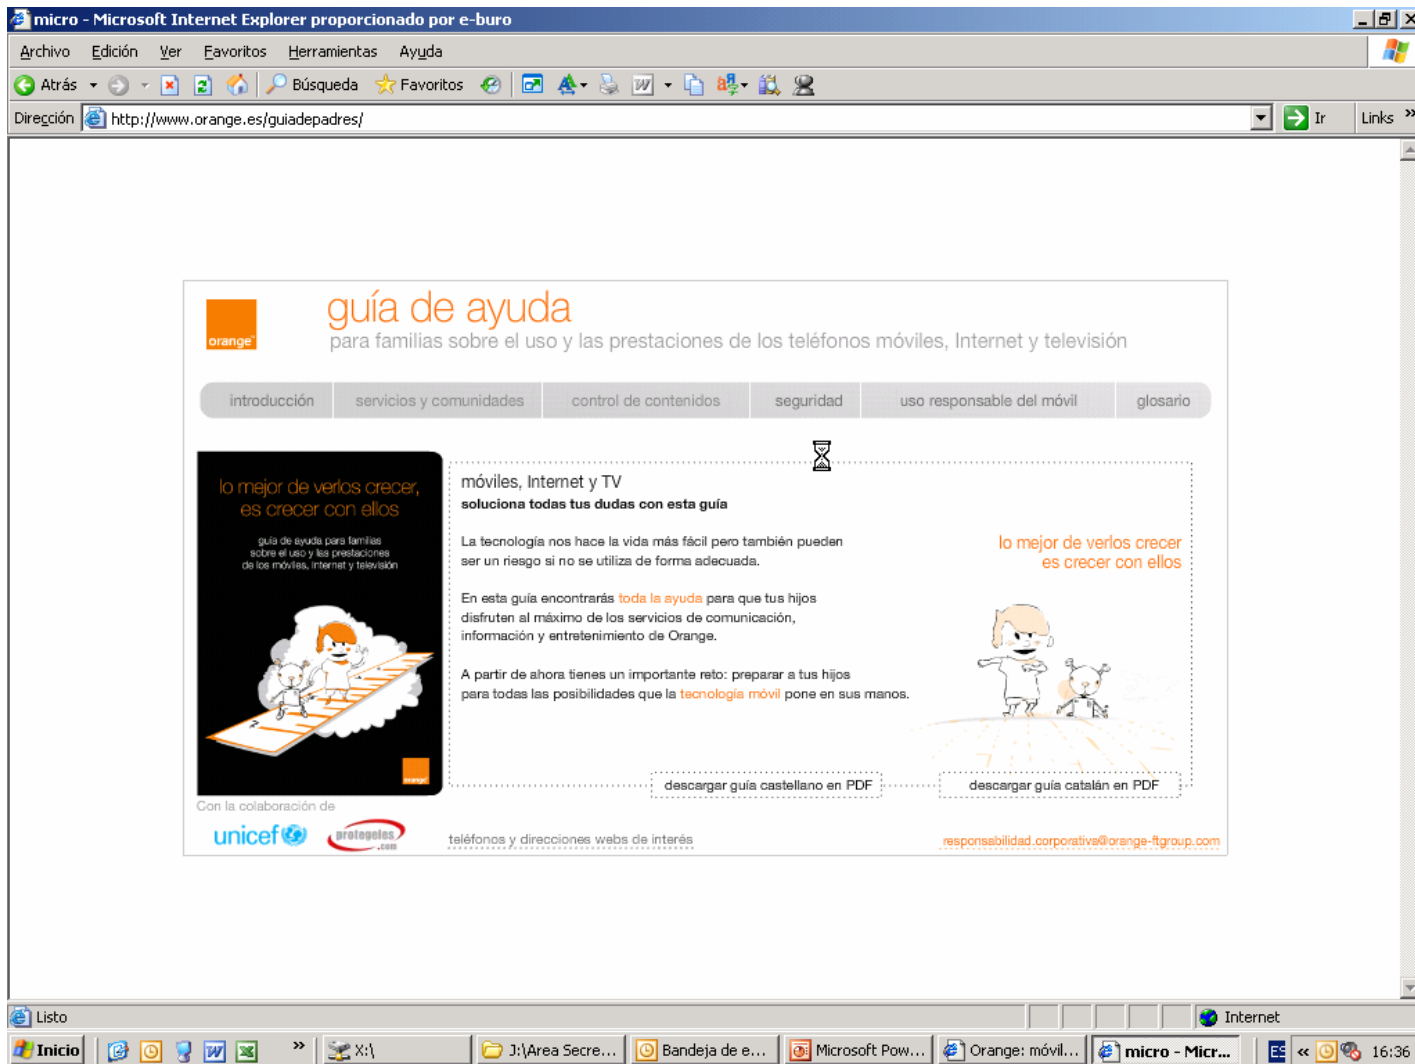 micro - Microsoft Internet Explorer proporcionado por e-buro
Archivo Edición Ver Favoritos Herramientas Ayuda
Atrás Búsqueda Favoritos
Dirección http://www.orange.es/guiadepadres/ Ir Links »
orange™
guía de ayuda
para familias sobre el uso y las prestaciones de los teléfonos móviles, Internet y televisión
introducción servicios y comunidades control de contenidos seguridad uso responsable del móvil glosario
lo mejor de verlos crecer,
es crecer con ellos
guía de ayuda para familias
sobre el uso y las prestaciones
de los móviles, Internet y televisión
orange™
móviles, Internet y TV
soluciona todas tus dudas con esta guía
La tecnología nos hace la vida más fácil pero también pueden
ser un riesgo si no se utiliza de forma adecuada.
En esta guía encontrarás toda la ayuda para que tus hijos
disfruten al máximo de los servicios de comunicación,
información y entretenimiento de Orange.
A partir de ahora tienes un importante reto: preparar a tus hijos
para todas las posibilidades que la tecnología móvil pone en sus manos.
lo mejor de verlos crecer
es crecer con ellos
descargar guía castellano en PDF
descargar guía catalán en PDF
Con la colaboración de
unicef
protegeles
.com
teléfonos y direcciones webs de interés
responsabilidad.corporativa@orange-ftgroup.com
Listo Internet
Inicio » X:\ J:\Area Secre... Bandeja de e... Microsoft Pow... Orange: móvil... micro - Micr... ES « 16:36